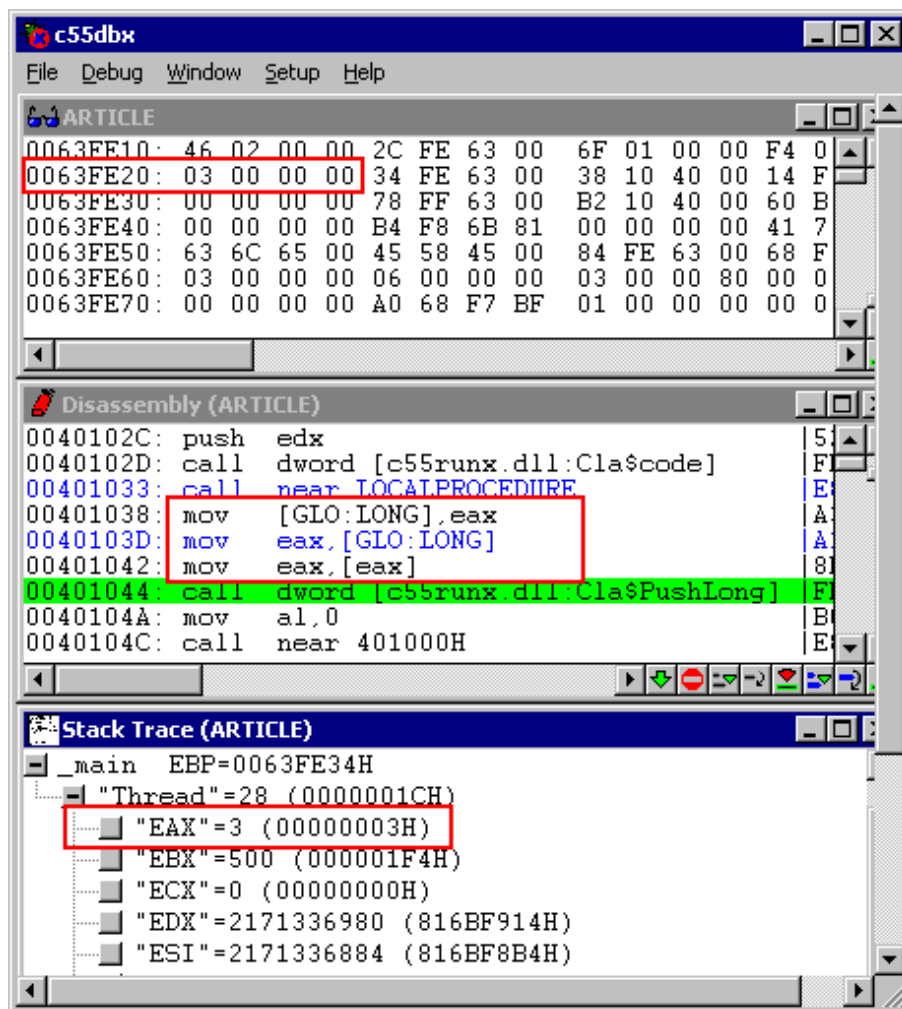 c55dbx
File Debug Window Setup Help
ARTICLE
0063FE10: 46 02 00 00 2C FE 63 00 6F 01 00 00 F4 0
0063FE20: 03 00 00 00 34 FE 63 00 38 10 40 00 14 F
0063FE30: 00 00 00 00 78 FF 63 00 B2 10 40 00 60 B
0063FE40: 00 00 00 00 B4 F8 6B 81 00 00 00 00 41 7
0063FE50: 63 6C 65 00 45 58 45 00 84 FE 63 00 68 F
0063FE60: 03 00 00 00 06 00 00 00 03 00 00 80 00 0
0063FE70: 00 00 00 00 A0 68 F7 BF 01 00 00 00 00 0
Disassembly (ARTICLE)
0040102C: push edx |5
0040102D: call dword [c55runx.dll:Cla$code] |F
00401033: call near LOCALPROCEDURE |E
00401038: mov [GLO:LONG],eax |A
0040103D: mov eax,[GLO:LONG] |A
00401042: mov eax,[eax] |8
00401044: call dword [c55runx.dll:Cla$PushLong] |F
0040104A: mov al,0 |B
0040104C: call near 401000H |E
Stack Trace (ARTICLE)
_main EBP=0063FE34H
"Thread"=28 (0000001CH)
"EAX"=3 (00000003H)
"EBX"=500 (000001F4H)
"ECX"=0 (00000000H)
"EDX"=2171336980 (816BF914H)
"ESI"=2171336884 (816BF8B4H)